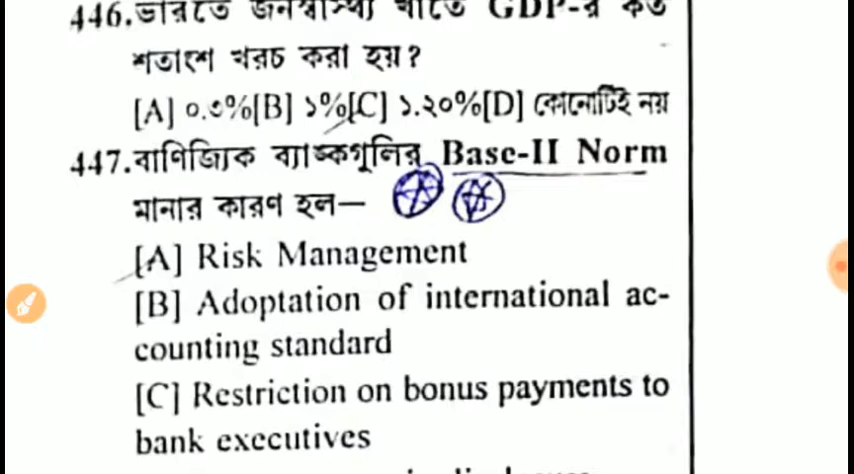 446.ভারতে জনস্বাস্থ্য খাতে GDP-র কত
শতাংশ খরচ করা হয়?
[A] ০.৩%[B] ১%[C] ১.২০%[D] কোনোটিই নয়
447.বাণিজ্যিক ব্যাঙ্কগুলির Base-II Norm
মানার কারণ হল—
[A] Risk Management
[B] Adoptation of international ac-
counting standard
[C] Restriction on bonus payments to
bank executives